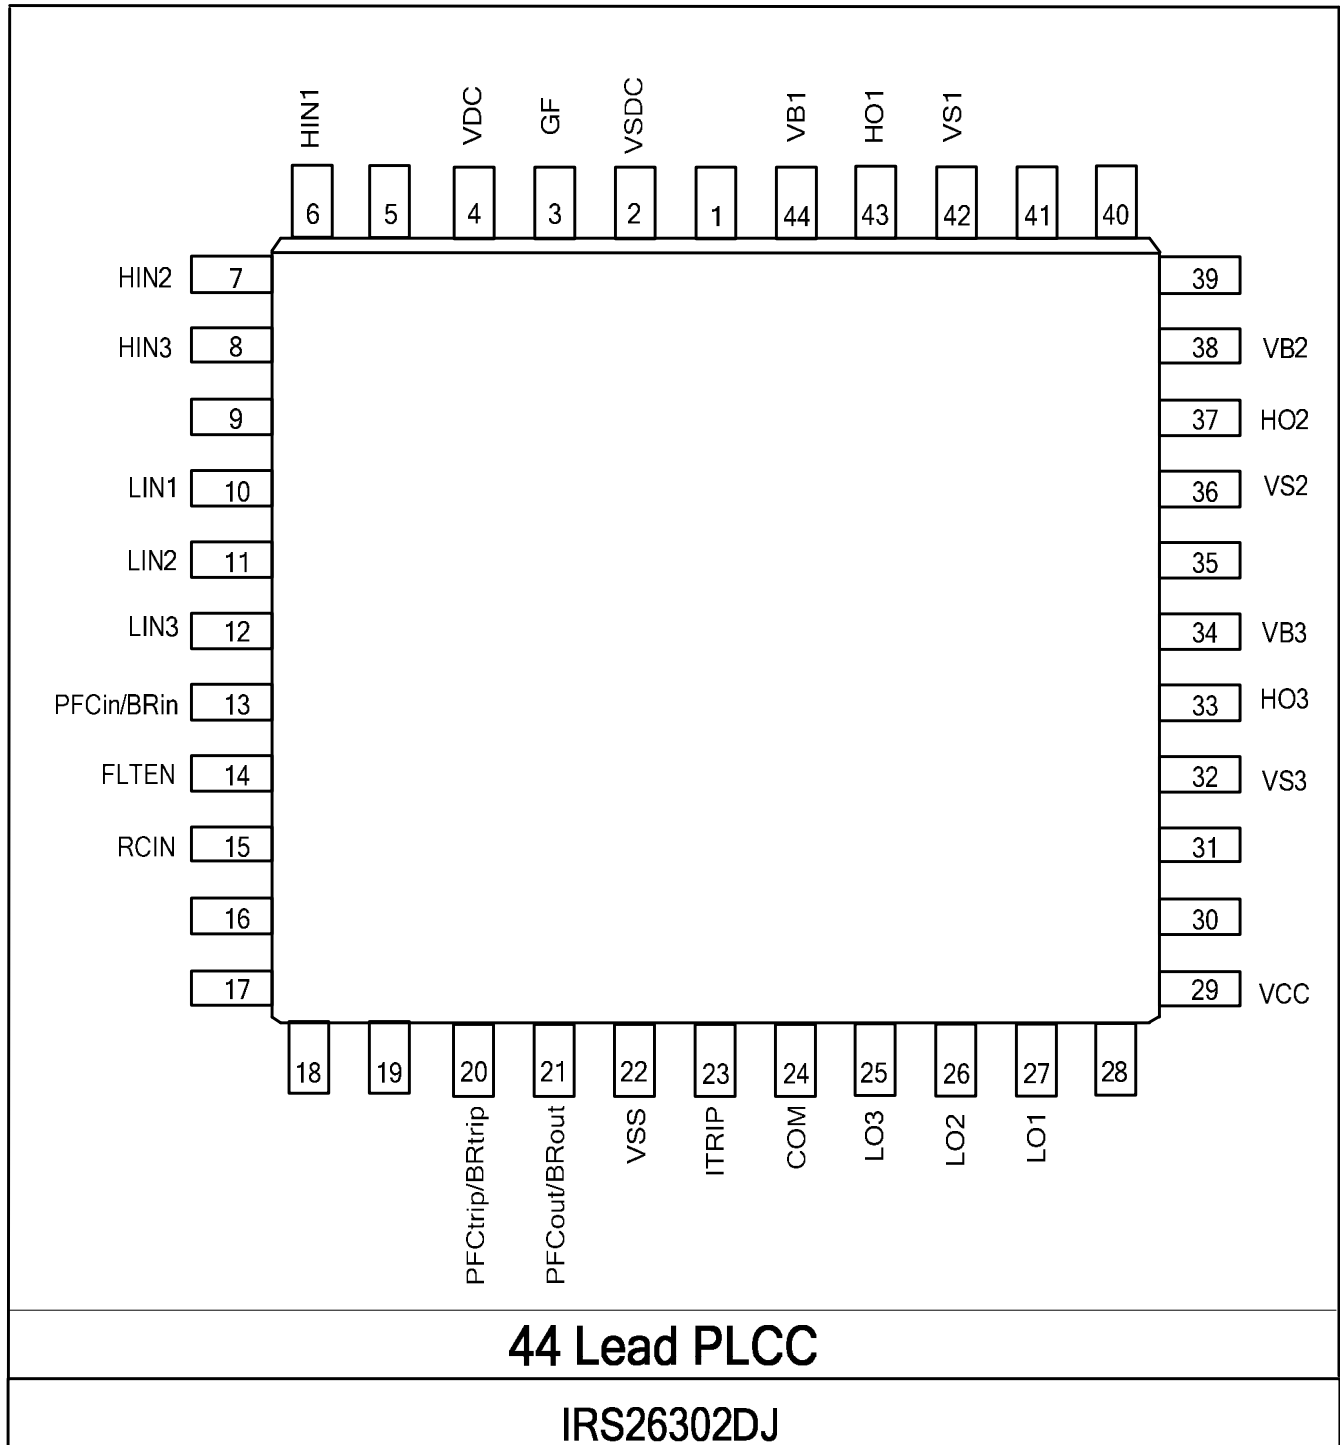 HIN1
VDC
GF
VSDC
VB1
HO1
VS1
6
5
4
3
2
1
44
43
42
41
40
HIN2 7
39
HIN3 8
38 VB2
9
37 HO2
LIN1 10
36 VS2
LIN2 11
35
LIN3 12
34 VB3
PFCin/BRin 13
33 HO3
FLTEN 14
32 VS3
RCIN 15
31
16
30
17
29 VCC
18
19
20
21
22
23
24
25
26
27
28
PFCtrip/BRtrip
PFCout/BRout
VSS
ITRIP
COM
LO3
LO2
LO1
44 Lead PLCC
IRS26302DJ